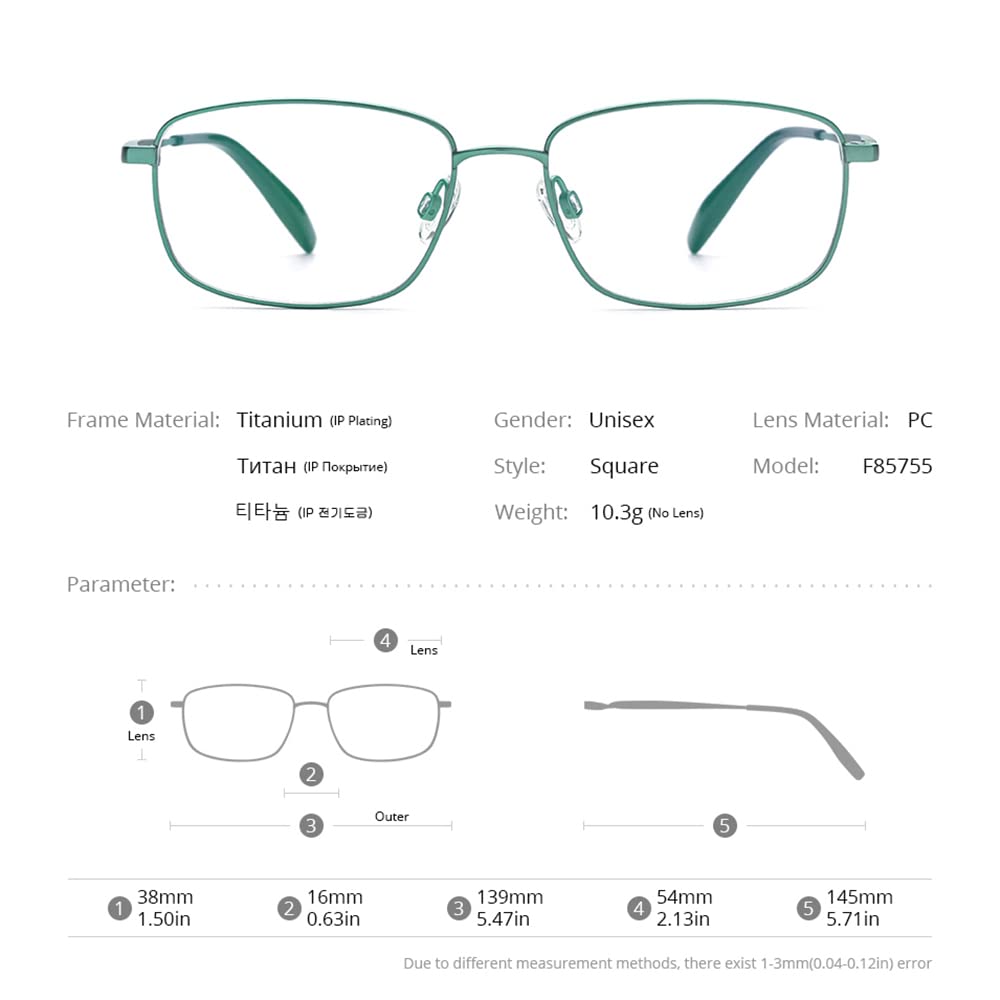 Frame Material: Titanium (IP Plating) Gender: Unisex Lens Material: PC
Титан (IP Покрытие) Style: Square Model: F85755
티타늄 (IP 전기도금) Weight: 10.3g (No Lens)
Parameter:
4
Lens
1
Lens
2
Outer
3
5
1 38mm 2 16mm 3 139mm 4 54mm 5 145mm
1.50in 0.63in 5.47in 2.13in 5.71in
Due to different measurement methods, there exist 1-3mm(0.04-0.12in) error